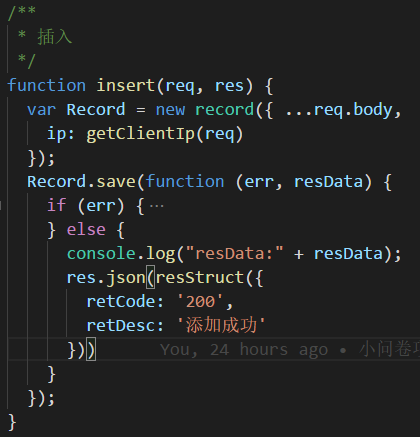 /**
 * 插入
 */
function insert(req, res) {
  var Record = new record({ ...req.body,
    ip: getClientIp(req)
  });
  Record.save(function (err, resData) {
    if (err) {…
    } else {
      console.log("resData:" + resData);
      res.json(resStruct({
        retCode: '200',
        retDesc: '添加成功'
      }))      You, 24 hours ago • 小问卷
    }
  });
}